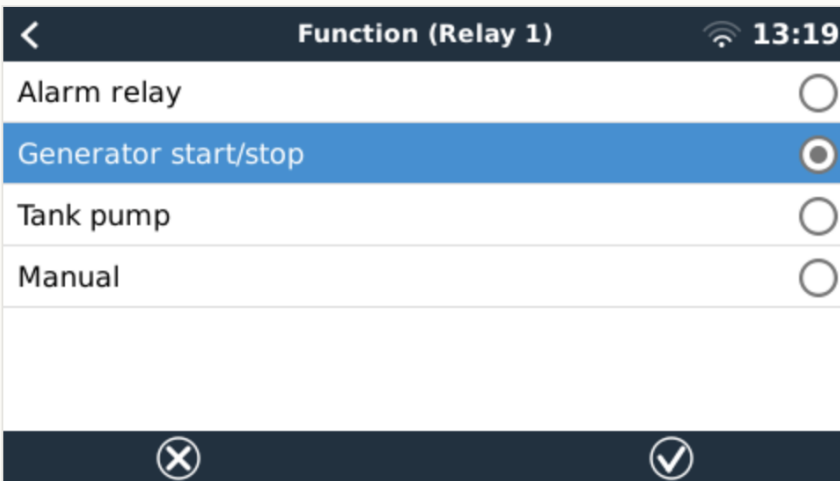 Function (Relay 1) 13:19
Alarm relay
Generator start/stop
Tank pump
Manual